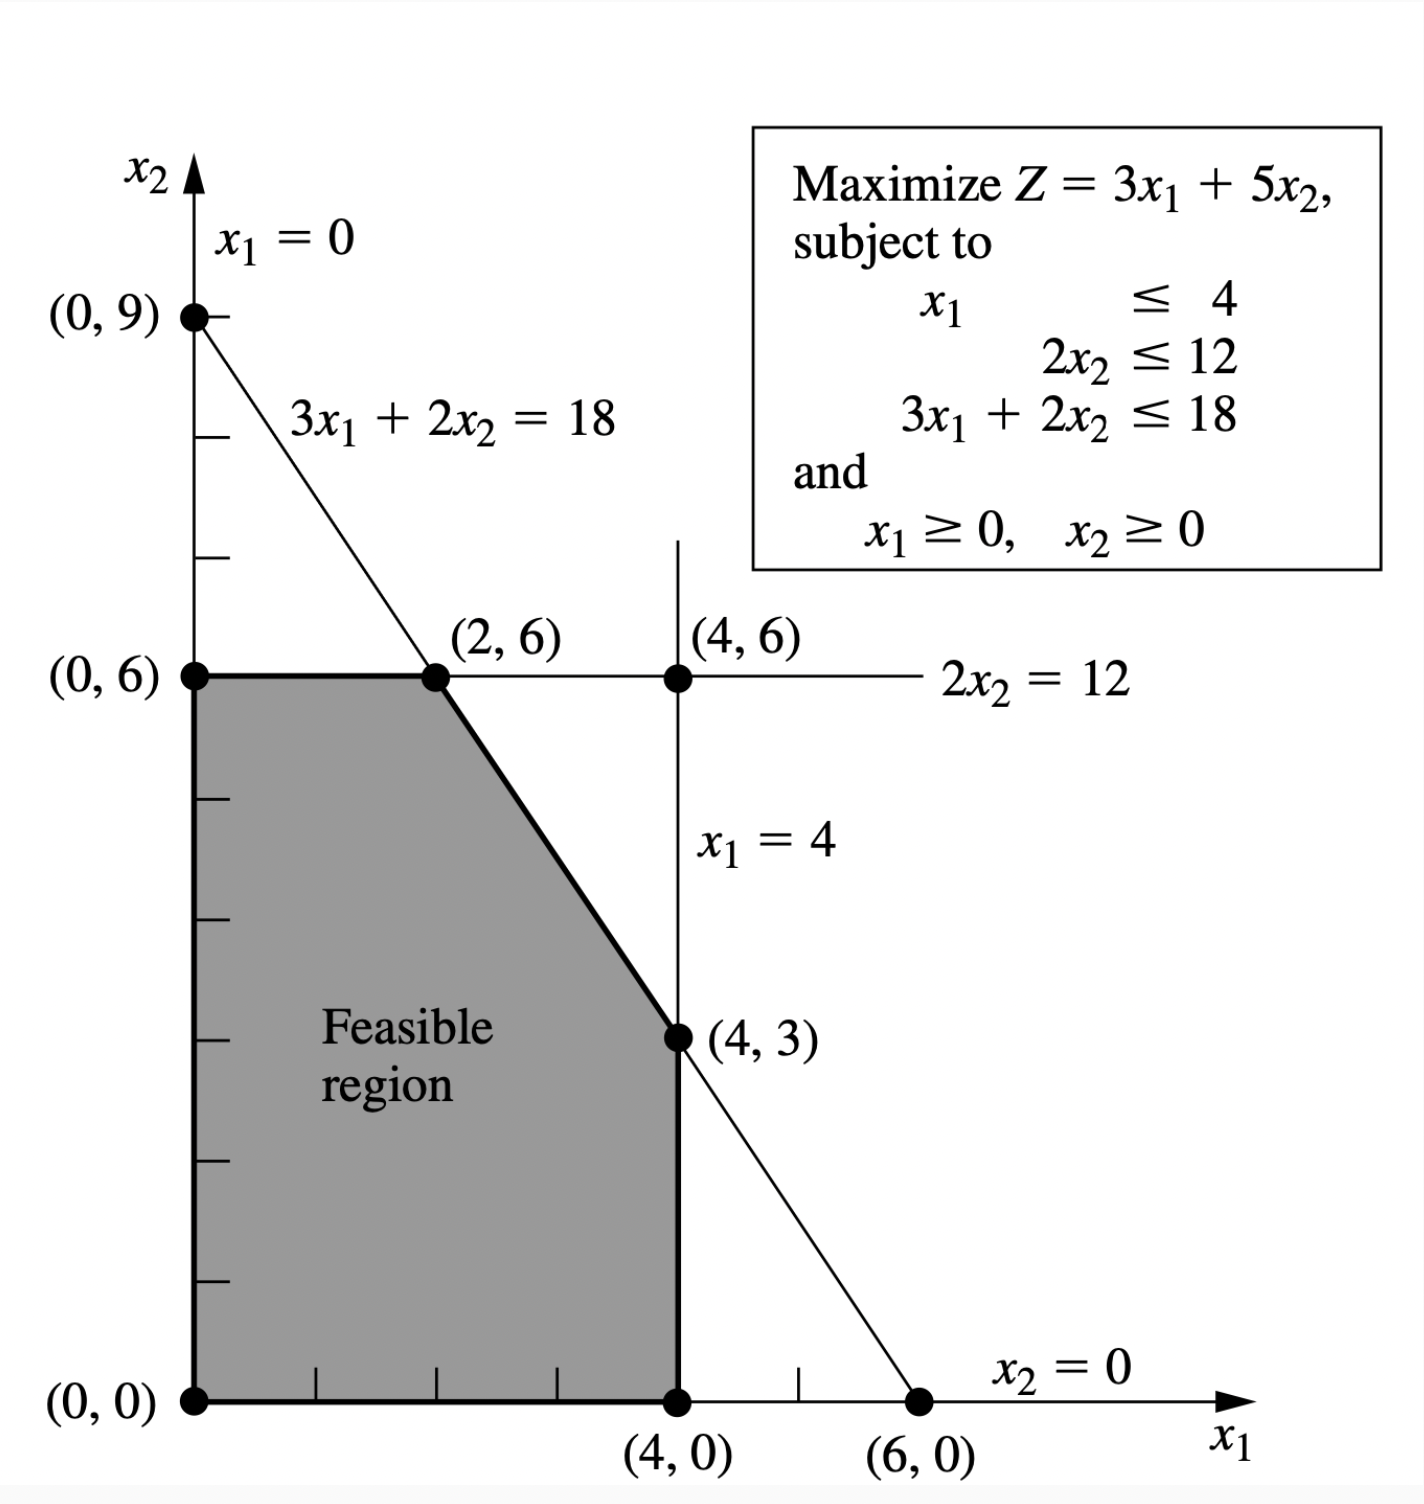 x₂
x₁ = 0
(0, 9)
3x₁ + 2x₂ = 18
Maximize Z = 3x₁ + 5x₂,
subject to
x₁ ≤ 4
2x₂ ≤ 12
3x₁ + 2x₂ ≤ 18
and
x₁ ≥ 0, x₂ ≥ 0
(0, 6)
(2, 6)
(4, 6)
2x₂ = 12
x₁ = 4
Feasible
region
(4, 3)
x₂ = 0
(0, 0)
(4, 0)
(6, 0)
x₁